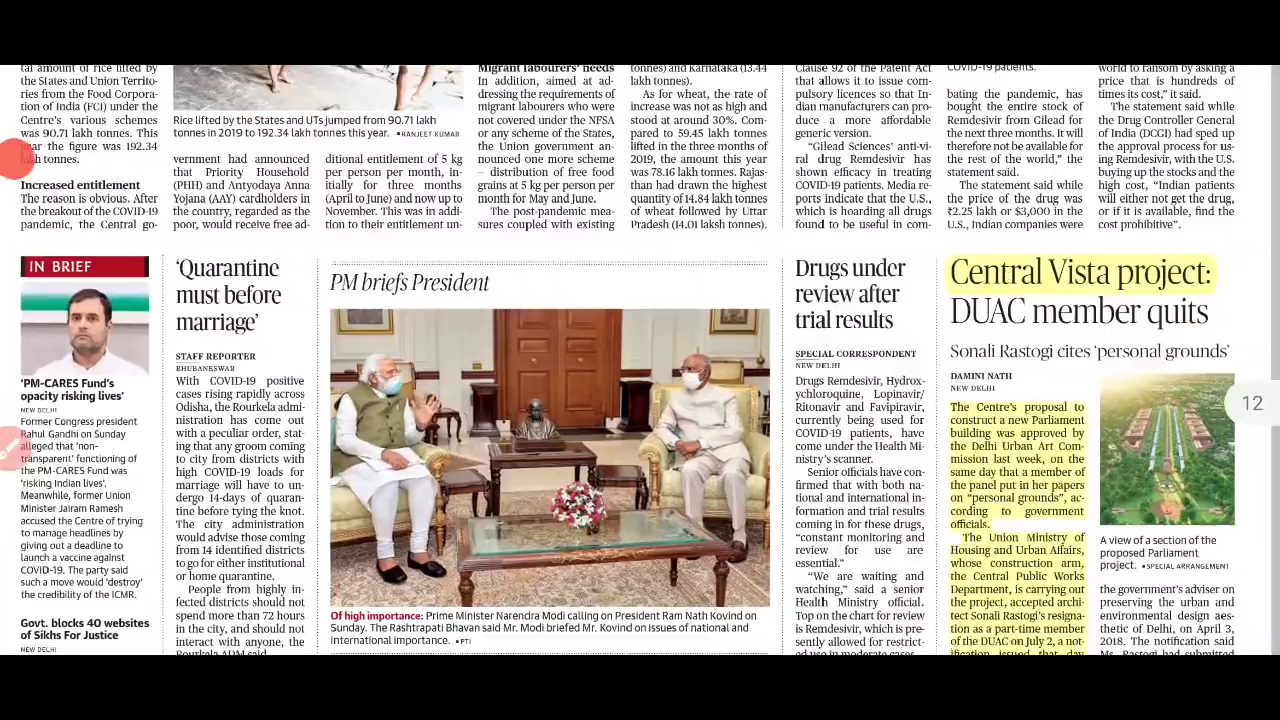 tal amount of rice lifted by
the States and Union Territo-
ries from the Food Corpora-
tion of India (FCI) under the
Centre's various schemes
was 90.71 lakh tonnes. This
year the figure was 192.34
lakh tonnes.
Increased entitlement
The reason is obvious. After
the breakout of the COVID-19
pandemic, the Central go-
Rice lifted by the States and UTs jumped from 90.71 lakh
tonnes in 2019 to 192.34 lakh tonnes this year. ▪RANJEET KUMAR
vernment had announced
that Priority Household
(PHH) and Antyodaya Anna
Yojana (AAY) cardholders in
the country, regarded as the
poor, would receive free ad-
ditional entitlement of 5 kg
per person per month, in-
itially for three months
(April to June) and now up to
November. This was in addi-
tion to their entitlement un-
Migrant labourers' needs
In addition, aimed at ad-
dressing the requirements of
migrant labourers who were
not covered under the NFSA
or any scheme of the States,
the Union government an-
nounced one more scheme
– distribution of free food
grains at 5 kg per person per
month for May and June.
The post-pandemic mea-
sures coupled with existing
tonnes) and Karnataka (13.44
lakh tonnes).
As for wheat, the rate of
increase was not as high and
stood at around 30%. Com-
pared to 59.45 lakh tonnes
lifted in the three months of
2019, the amount this year
was 78.16 lakh tonnes. Rajas-
than had drawn the highest
quantity of 14.84 lakh tonnes
of wheat followed by Uttar
Pradesh (14.01 laksh tonnes).
Clause 92 of the Patent Act
that allows it to issue com-
pulsory licences so that In-
dian manufacturers can pro-
duce a more affordable
generic version.
"Gilead Sciences' anti-vi-
ral drug Remdesivir has
shown efficacy in treating
COVID-19 patients. Media re-
ports indicate that the U.S.,
which is hoarding all drugs
found to be useful in com-
COVID-19 patients.
bating the pandemic, has
bought the entire stock of
Remdesivir from Gilead for
the next three months. It will
therefore not be available for
the rest of the world," the
statement said.
The statement said while
the price of the drug was
₹2.25 lakh or $3,000 in the
U.S., Indian companies were
world to ransom by asking a
price that is hundreds of
times its cost," it said.
The statement said while
the Drug Controller General
of India (DCGI) had sped up
the approval process for us-
ing Remdesivir, with the U.S.
buying up the stocks and the
high cost, "Indian patients
will either not get the drug,
or if it is available, find the
cost prohibitive".
IN BRIEF
'PM-CARES Fund's
opacity risking lives'
NEW DELHI
Former Congress president
Rahul Gandhi on Sunday
alleged that 'non-
transparent' functioning of
the PM-CARES Fund was
'risking Indian lives'.
Meanwhile, former Union
Minister Jairam Ramesh
accused the Centre of trying
to manage headlines by
giving out a deadline to
launch a vaccine against
COVID-19. The party said
such a move would 'destroy'
the credibility of the ICMR.
Govt. blocks 40 websites
of Sikhs For Justice
NEW DELHI
'Quarantine
must before
marriage'
STAFF REPORTER
BHUBANESWAR
With COVID-19 positive
cases rising rapidly across
Odisha, the Rourkela admi-
nistration has come out
with a peculiar order, stat-
ing that any groom coming
to city from districts with
high COVID-19 loads for
marriage will have to un-
dergo 14-days of quaran-
tine before tying the knot.
The city administration
would advise those coming
from 14 identified districts
to go for either institutional
or home quarantine.
People from highly in-
fected districts should not
spend more than 72 hours
in the city, and should not
interact with anyone, the
Rourkela ADM said.
PM briefs President
Of high importance: Prime Minister Narendra Modi calling on President Ram Nath Kovind on
Sunday. The Rashtrapati Bhavan said Mr. Modi briefed Mr. Kovind on issues of national and
international importance. ▪PTI
Drugs under
review after
trial results
SPECIAL CORRESPONDENT
NEW DELHI
Drugs Remdesivir, Hydrox-
ychloroquine, Lopinavir/
Ritonavir and Favipiravir,
currently being used for
COVID-19 patients, have
come under the Health Mi-
nistry's scanner.
Senior officials have con-
firmed that with both na-
tional and international in-
formation and trial results
coming in for these drugs,
"constant monitoring and
review for use are
essential."
"We are waiting and
watching," said a senior
Health Ministry official.
Top on the chart for review
is Remdesivir, which is pre-
sently allowed for restrict-
ed use in moderate cases
Central Vista project:
DUAC member quits
Sonali Rastogi cites 'personal grounds'
DAMINI NATH
NEW DELHI
The Centre's proposal to
construct a new Parliament
building was approved by
the Delhi Urban Art Com-
mission last week, on the
same day that a member of
the panel put in her papers
on "personal grounds", ac-
cording to government
officials.
The Union Ministry of
Housing and Urban Affairs,
whose construction arm,
the Central Public Works
Department, is carrying out
the project, accepted archi-
tect Sonali Rastogi's resigna-
tion as a part-time member
of the DUAC on July 2, a not-
ification issued that day
A view of a section of the
proposed Parliament
project. ▪SPECIAL ARRANGEMENT
the government's adviser on
preserving the urban and
environmental design aes-
thetic of Delhi, on April 3,
2018. The notification said
Ms. Rastogi had submitted
12